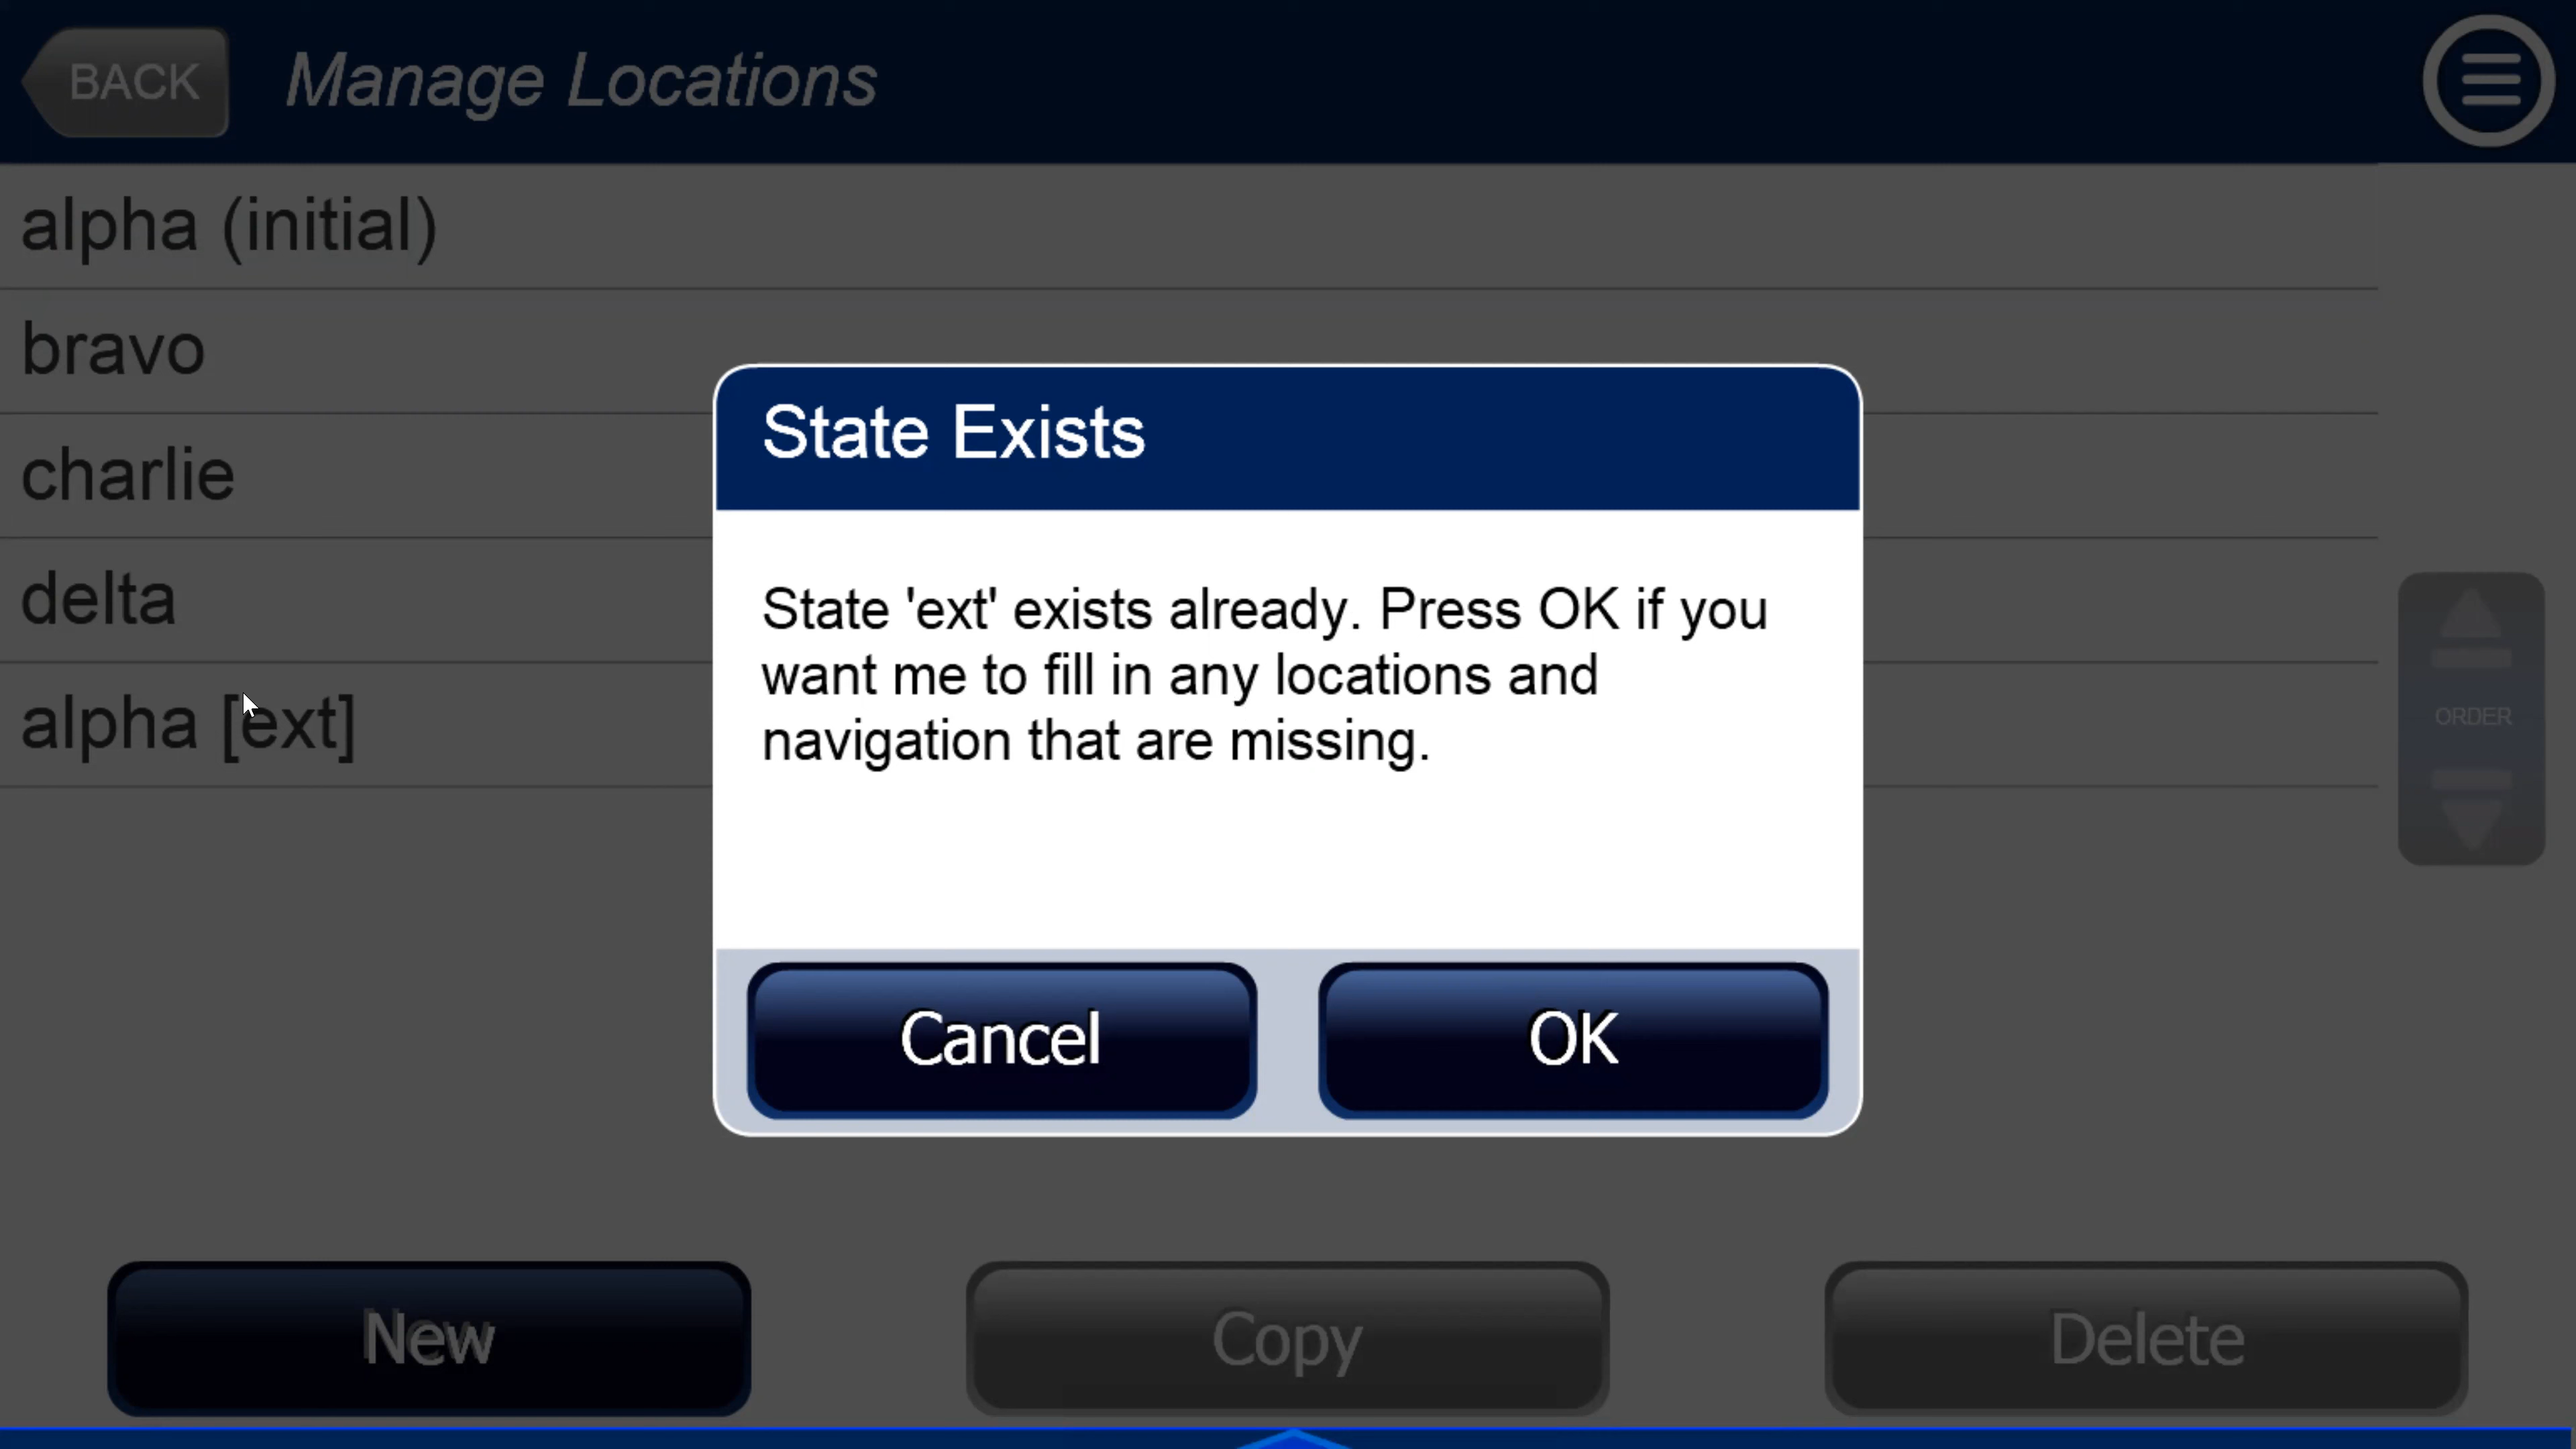 BACK
Manage Locations
alpha (initial)
bravo
charlie
delta
alpha [ext]
State Exists
State 'ext' exists already. Press OK if you
want me to fill in any locations and
navigation that are missing.
Cancel
OK
ORDER
New
Copy
Delete